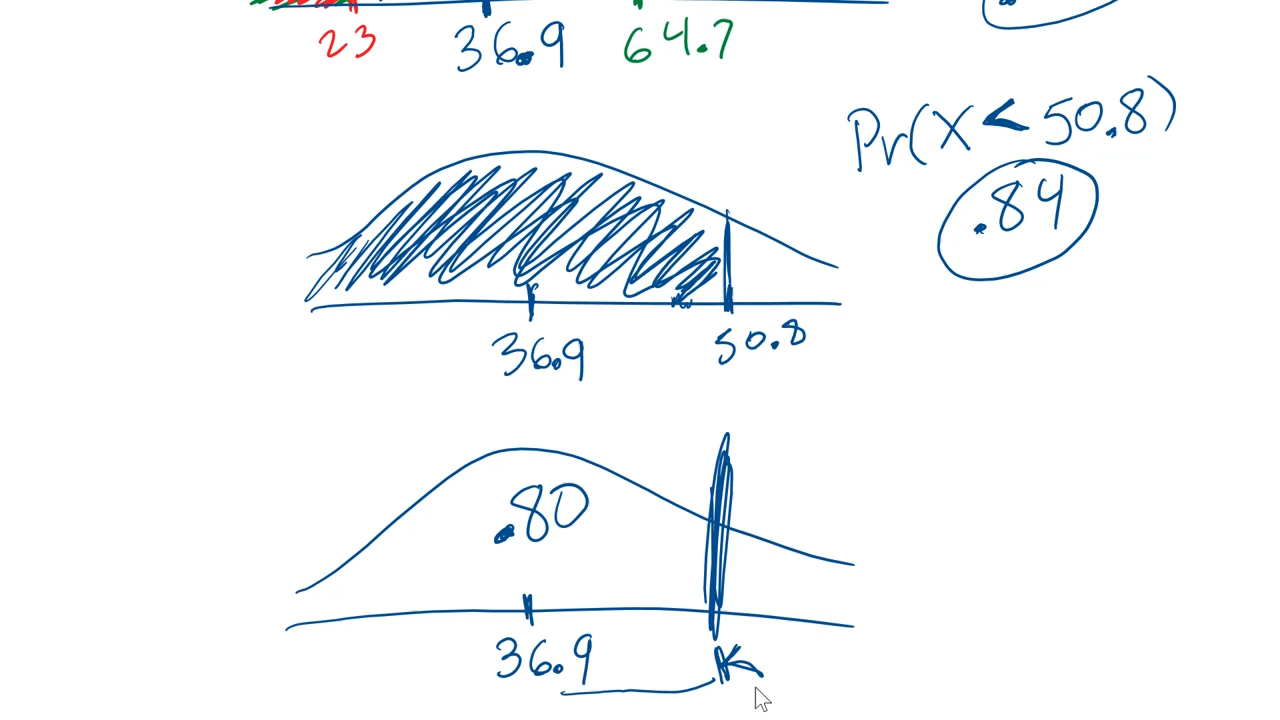 23 36.9 64.7
Pr(X < 50.8)
.84
36.9 50.8
.80
36.9 K